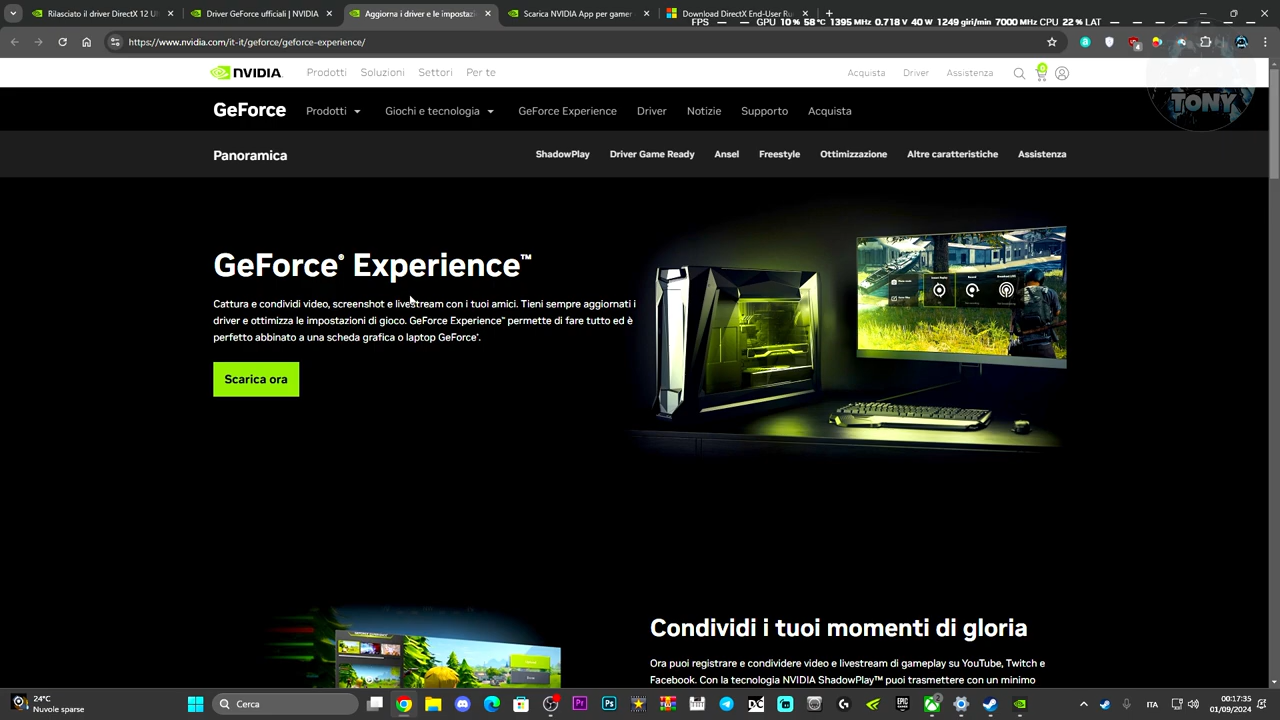 Rilasciato il driver DirectX 12 Ul
Driver GeForce ufficiali | NVIDIA
Aggiorna i driver e le impostazi
Scarica NVIDIA App per gamer
Download DirectX End-User Ru
FPS — — GPU 10 % 58 °C 1395 MHz 0.718 V 40 W 1249 giri/min 7000 MHz CPU 22 % LAT — — —
https://www.nvidia.com/it-it/geforce/geforce-experience/
NVIDIA.
Prodotti
Soluzioni
Settori
Per te
Acquista
Driver
Assistenza
0
TONY
GeForce
Prodotti
Giochi e tecnologia
GeForce Experience
Driver
Notizie
Supporto
Acquista
Panoramica
ShadowPlay
Driver Game Ready
Ansel
Freestyle
Ottimizzazione
Altre caratteristiche
Assistenza
GeForce® Experience™
Cattura e condividi video, screenshot e livestream con i tuoi amici. Tieni sempre aggiornati i
driver e ottimizza le impostazioni di gioco. GeForce Experience™ permette di fare tutto ed è
perfetto abbinato a una scheda grafica o laptop GeForce®.
Scarica ora
Condividi i tuoi momenti di gloria
Ora puoi registrare e condividere video e livestream di gameplay su YouTube, Twitch e
Facebook. Con la tecnologia NVIDIA ShadowPlay™ puoi trasmettere con un minimo
24°C
Nuvole sparse
Cerca
ITA
00:17:35
01/09/2024